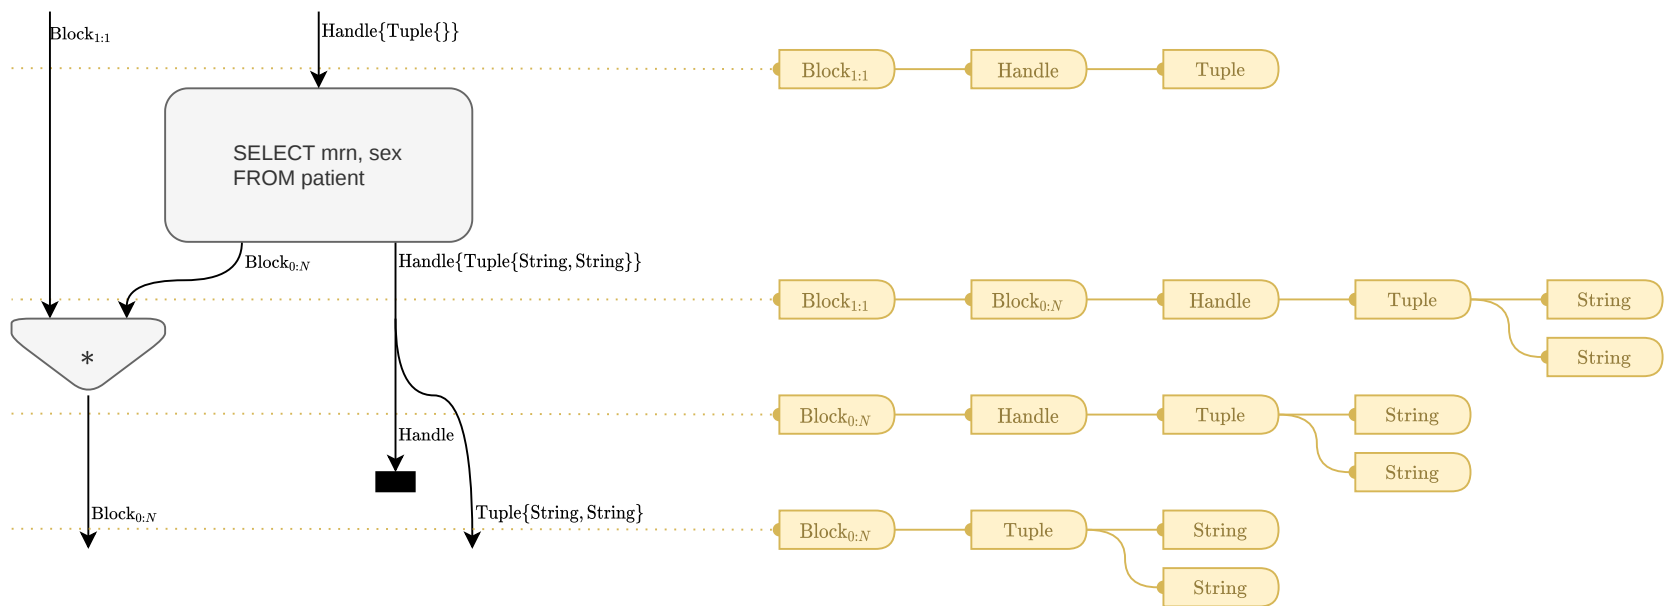 Block1:1
Handle{Tuple{}}
Block1:1 Handle Tuple
SELECT mrn, sex
FROM patient
Block0:N
Handle{Tuple{String, String}}
Block1:1 Block0:N Handle Tuple String
String
*
Block0:N Handle Tuple String
Handle
String
Block0:N
Tuple{String, String}
Block0:N Tuple String
String